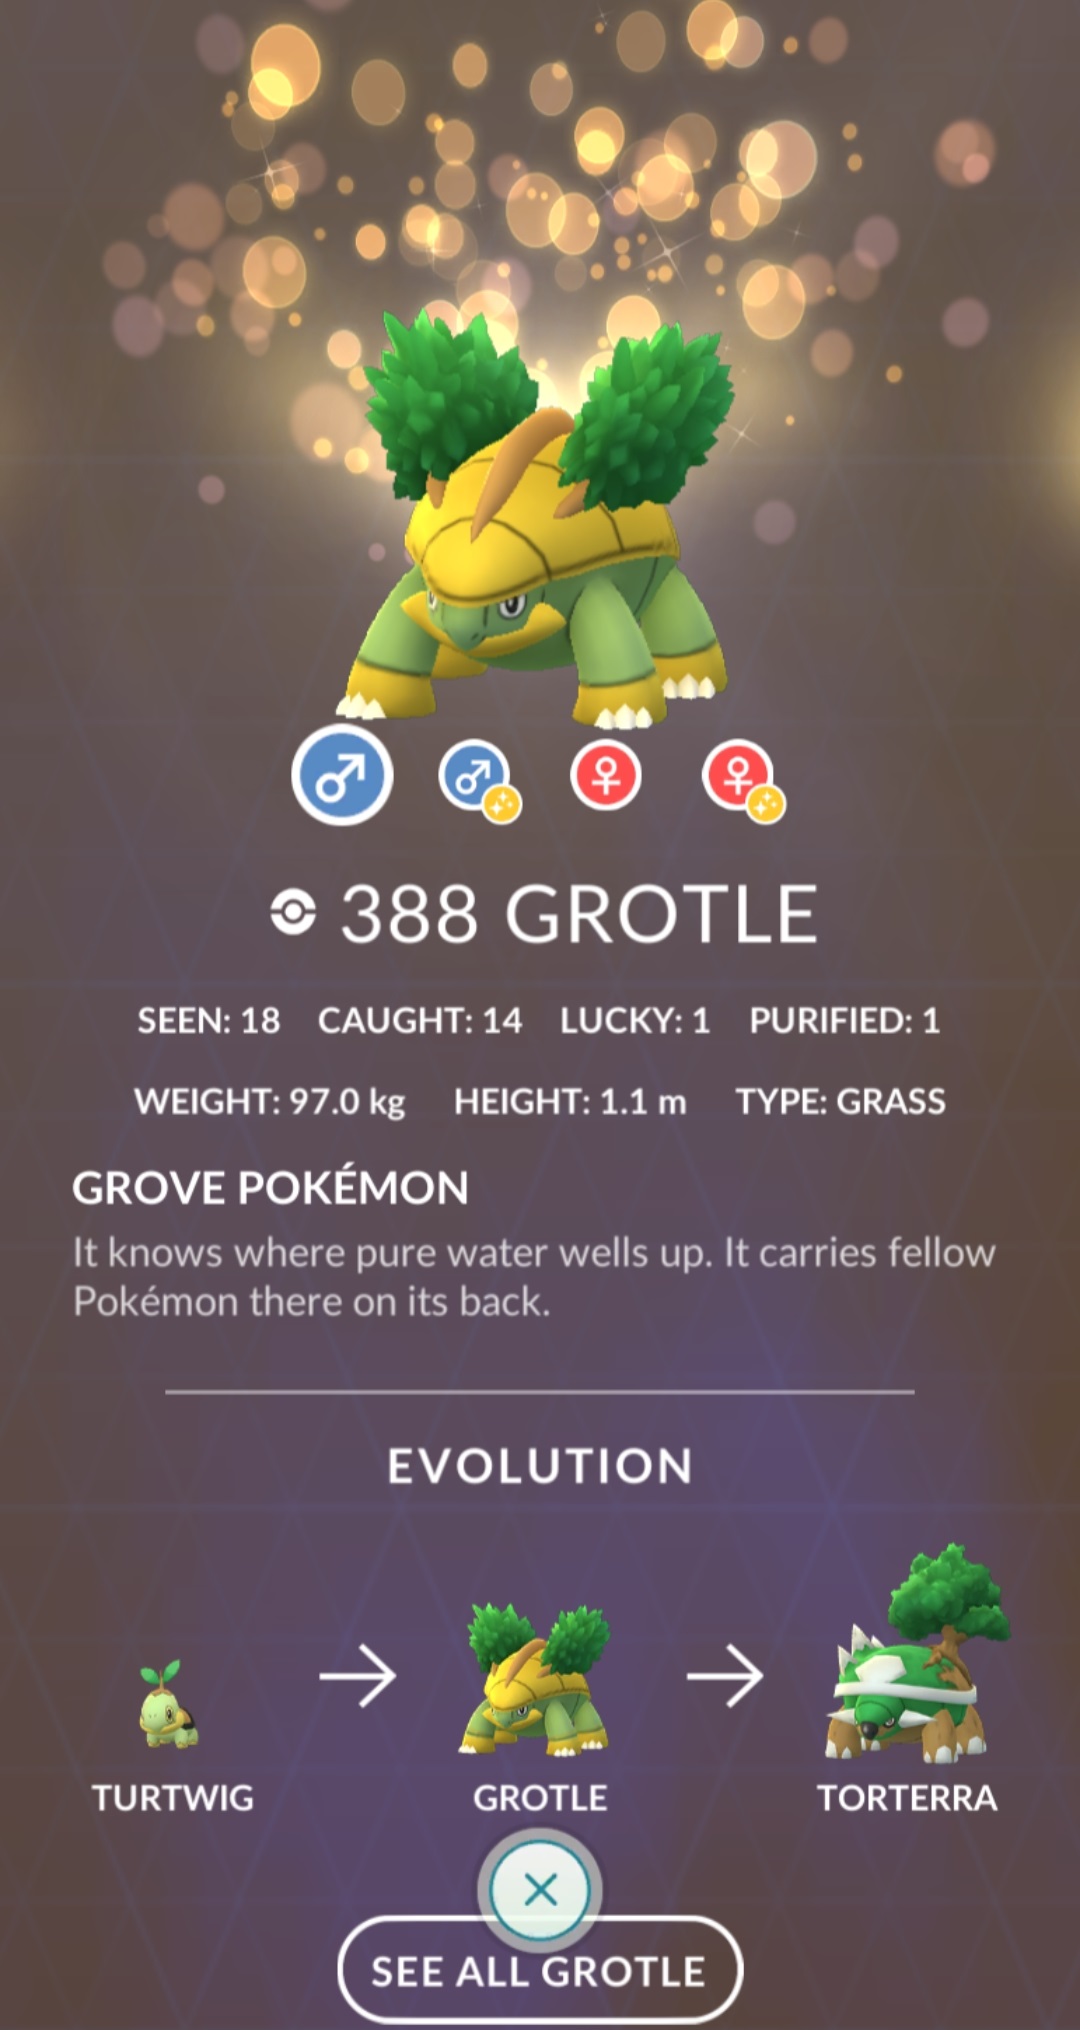 388 GROTLE
SEEN: 18 CAUGHT: 14 LUCKY: 1 PURIFIED: 1
WEIGHT: 97.0 kg HEIGHT: 1.1 m TYPE: GRASS
GROVE POKÉMON
It knows where pure water wells up. It carries fellow
Pokémon there on its back.
EVOLUTION
TURTWIG GROTLE TORTERRA
SEE ALL GROTLE